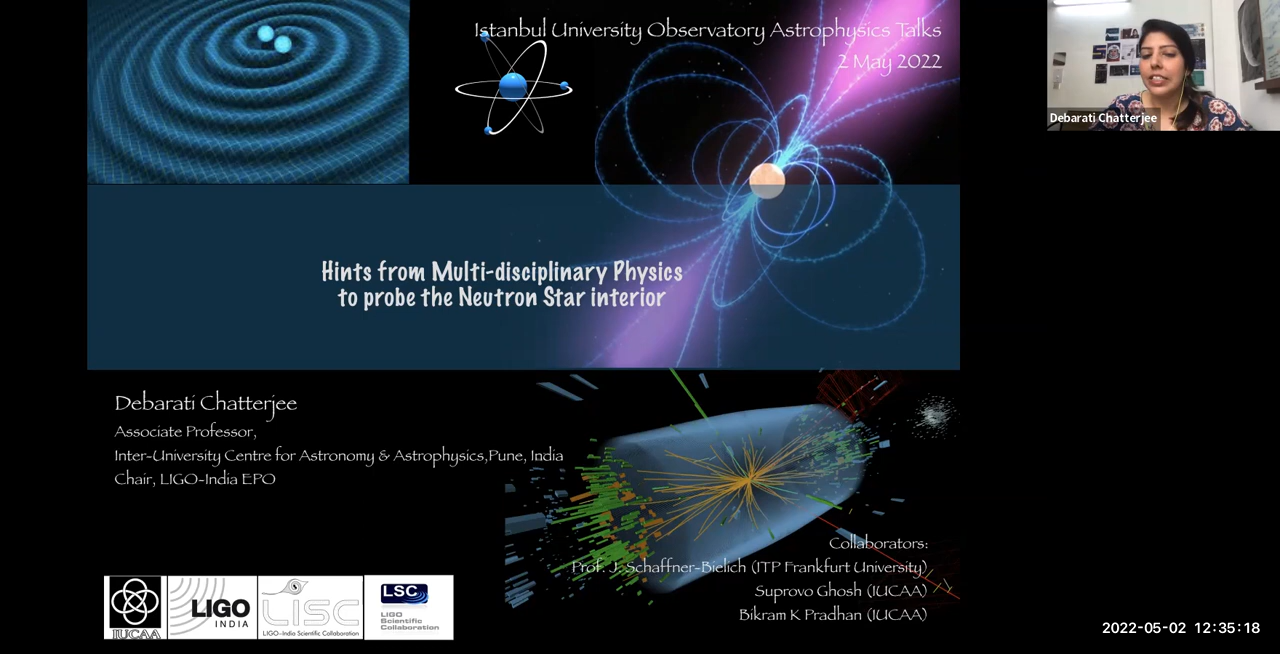 Istanbul University Observatory Astrophysics Talks
2 May 2022
Debarati Chatterjee
Hints from Multi-disciplinary Physics
to probe the Neutron Star interior
Debarati Chatterjee
Associate Professor,
Inter-University Centre for Astronomy & Astrophysics,Pune, India
Chair, LIGO-India EPO
Collaborators:
Prof. J. Schaffner-Bielich (ITP Frankfurt University)
Suprovo Ghosh (IUCAA)
Bikram K Pradhan (IUCAA)
IUCAA
LIGO
INDIA
LISC
LIGO-India Scientific Collaboration
LSC
LIGO
Scientific
Collaboration
2022-05-02 12:35:18